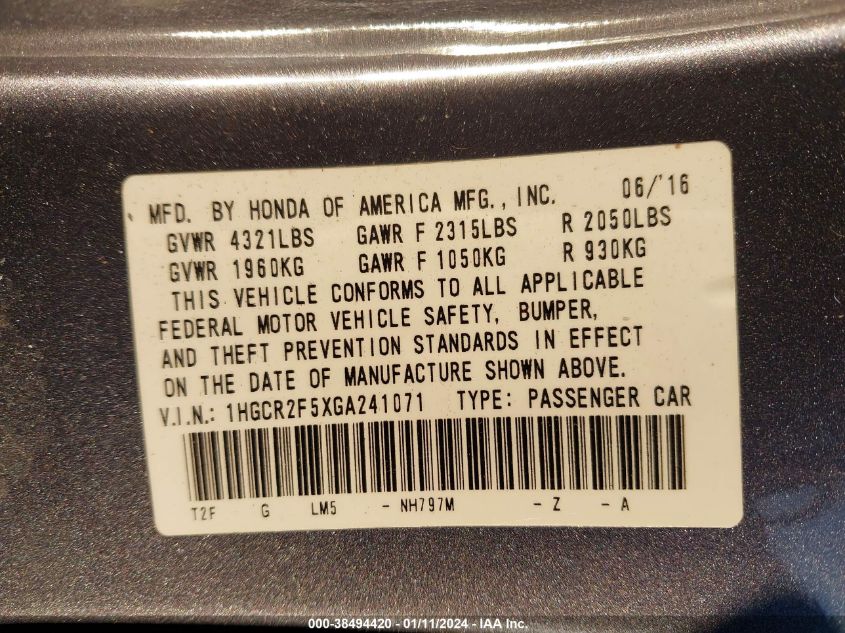 MFD. BY HONDA OF AMERICA MFG., INC. 06/'16
GVWR 4321LBS GAWR F 2315LBS R 2050LBS
GVWR 1960KG GAWR F 1050KG R 930KG
THIS VEHICLE CONFORMS TO ALL APPLICABLE
FEDERAL MOTOR VEHICLE SAFETY, BUMPER,
AND THEFT PREVENTION STANDARDS IN EFFECT
ON THE DATE OF MANUFACTURE SHOWN ABOVE.
V.I.N.: 1HGCR2F5XGA241071 TYPE: PASSENGER CAR
T2F G LM5 - NH797M - Z - A
000-38494420 - 01/11/2024 - IAA Inc.